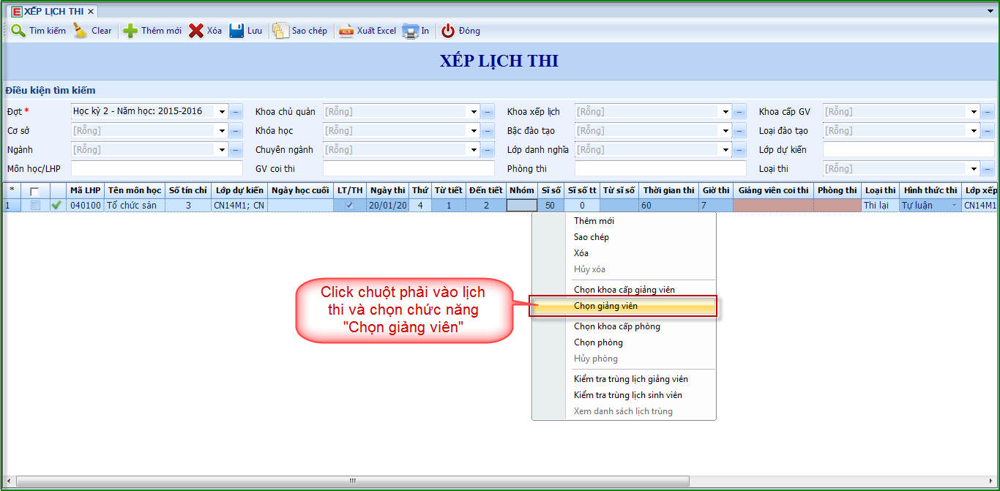 XẾP LỊCH THI
Tìm kiếm Clear Thêm mới Xóa Lưu Sao chép Xuất Excel In Đóng
XẾP LỊCH THI
Điều kiện tìm kiếm
Đợt * Học kỳ 2 - Năm học: 2015-2016 Khoa chủ quản [Rỗng] Khoa xếp lịch [Rỗng] Khoa cấp GV [Rỗng]
Cơ sở [Rỗng] Khóa học [Rỗng] Bậc đào tạo [Rỗng] Loại đào tạo [Rỗng]
Ngành [Rỗng] Chuyên ngành [Rỗng] Lớp danh nghĩa [Rỗng] Lớp dự kiến
Môn học/LHP GV coi thi Phòng thi Loại thi [Rỗng]
* Mã LHP Tên môn học Số tín chỉ Lớp dự kiến Ngày học cuối LT/TH Ngày thi Thứ Từ tiết Đến tiết Nhóm Sĩ số Sĩ số tt Từ sĩ số Thời gian thi Giờ thi Giảng viên coi thi Phòng thi Loại thi Hình thức thi Lớp xếp
1 040100 Tổ chức sản 3 CN14M1; CN 20/01/20 4 1 2 50 0 60 7 Thi lại Tự luận CN14M1
Thêm mới
Sao chép
Xóa
Hủy xóa
Chọn khoa cấp giảng viên
Chọn giảng viên
Chọn khoa cấp phòng
Chọn phòng
Hủy phòng
Kiểm tra trùng lịch giảng viên
Kiểm tra trùng lịch sinh viên
Xem danh sách lịch trùng
Click chuột phải vào lịch
thi và chọn chức năng
"Chọn giảng viên"